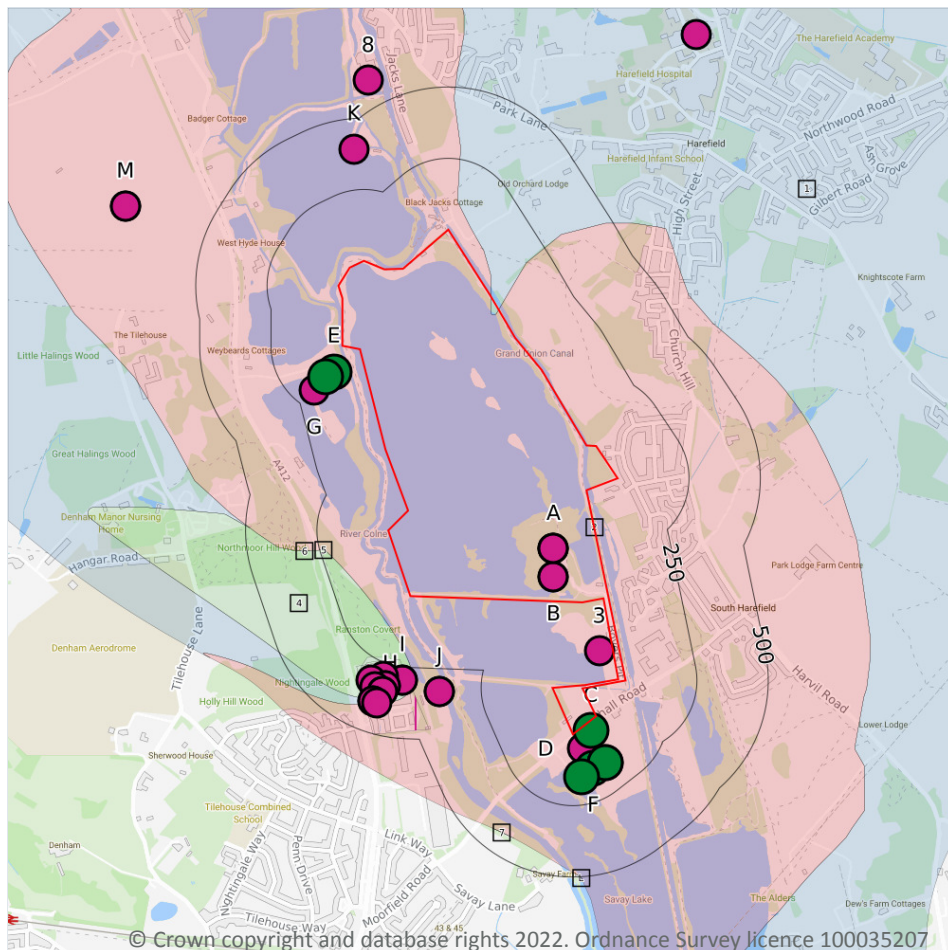 8
Jacks Lane
The Harefield Academy
Harefield Hospital
Badger Cottage
K
Park Lane
Northwood Road
Harefield
Ash Grove
Harefield Infant School
M
Old Orchard Lodge
High Street
1
Gilbert Road
Black Jacks Cottage
West Hyde House
Knightscote Farm
The Tilehouse
E
Weybeards Cottages
Grand Union Canal
Church Hill
Little Halings Wood
G
Great Halings Wood
A412
A
Denham Manor Nursing
Home
River Colne
2
Northmoor Hill Wood
6
5
250
Hangar Road
Park Lodge Farm Centre
4
B
3
South Harefield
Tilehouse Lane
Ranston Covert
500
Denham Aerodrome
I
J
H
Nightingale Wood
Harvil Road
Holly Hill Wood
C
Lower Lodge
Sherwood House
D
Tilehouse Combined
School
F
Link Way
7
Denham
Nightingale Way
Penn Drive
Moorfield Road
Savay Farm
L
Savay Lane
Savay Lake
The Alders
Dew's Farm Cottages
Tilehouse Way
43 & 45
© Crown copyright and database rights 2022. Ordnance Survey licence 100035207